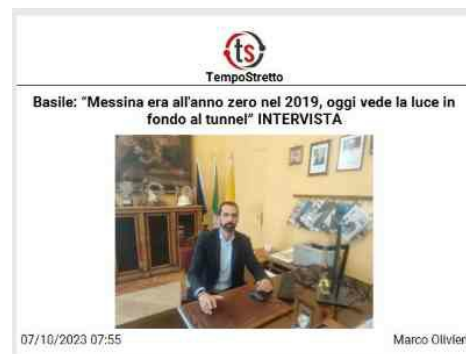 ts
TempoStretto
Basile: "Messina era all'anno zero nel 2019, oggi vede la luce in
fondo al tunnel" INTERVISTA
07/10/2023 07:55
Marco Olivieri